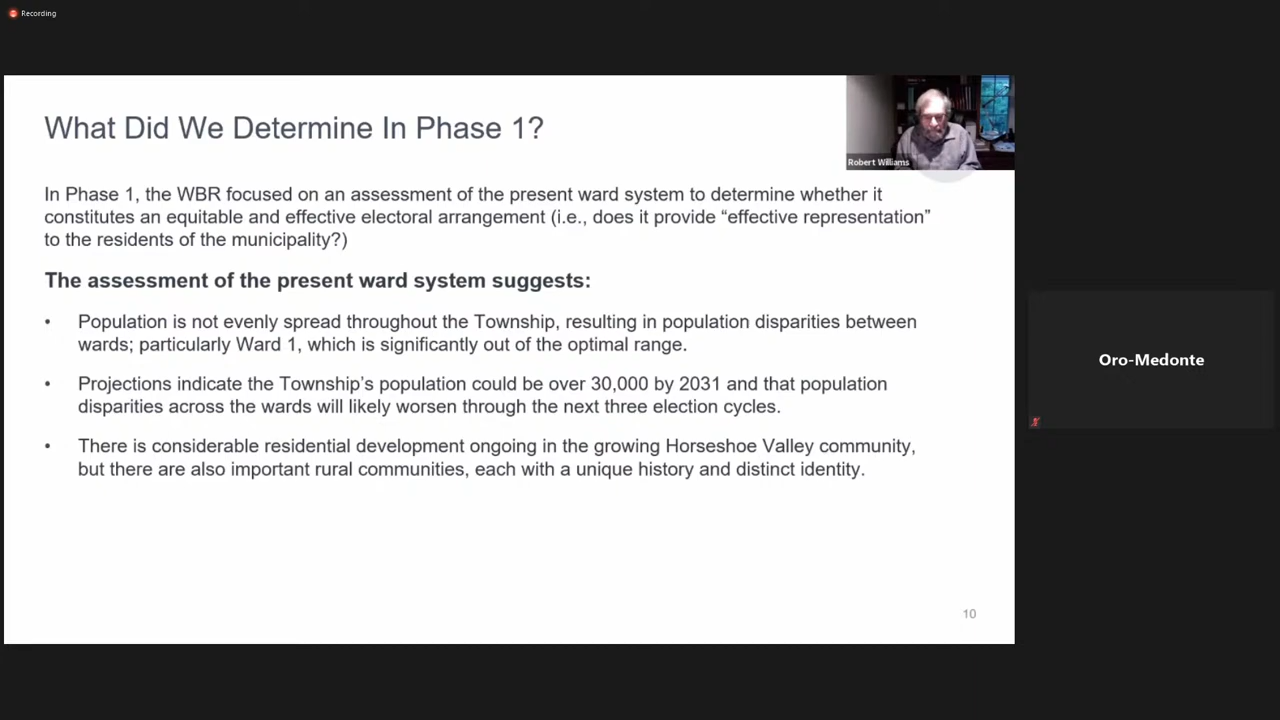 Recording
What Did We Determine In Phase 1?
Robert Williams
In Phase 1, the WBR focused on an assessment of the present ward system to determine whether it
constitutes an equitable and effective electoral arrangement (i.e., does it provide “effective representation”
to the residents of the municipality?)
The assessment of the present ward system suggests:
• Population is not evenly spread throughout the Township, resulting in population disparities between
wards; particularly Ward 1, which is significantly out of the optimal range.
• Projections indicate the Township’s population could be over 30,000 by 2031 and that population
disparities across the wards will likely worsen through the next three election cycles.
• There is considerable residential development ongoing in the growing Horseshoe Valley community,
but there are also important rural communities, each with a unique history and distinct identity.
10
Oro-Medonte